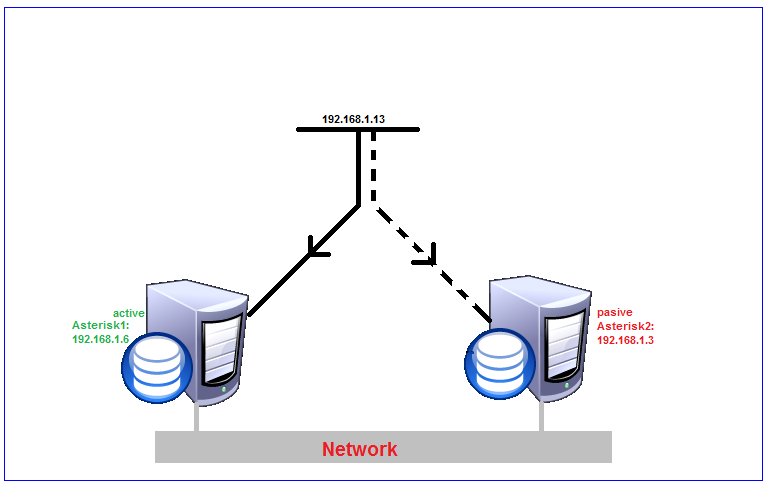 192.168.1.13
active
Asterisk1:
192.168.1.6
pasive
Asterisk2:
192.168.1.3
Network